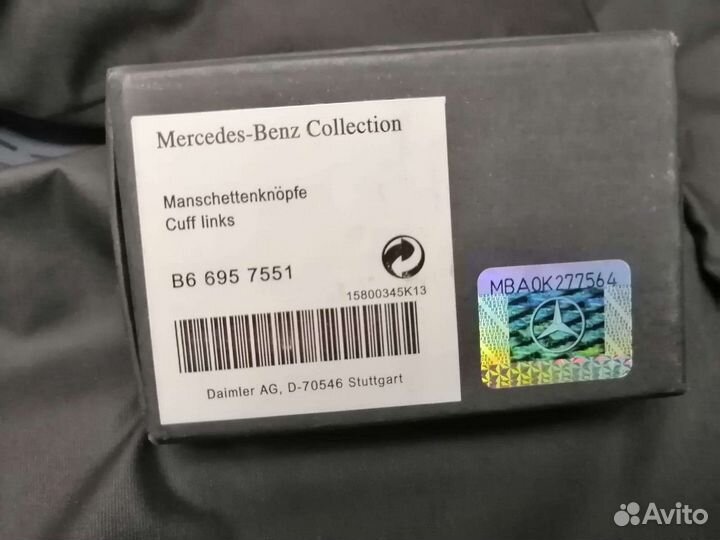 Mercedes-Benz Collection
Manschettenknöpfe
Cuff links
B6 695 7551
15800345K13
Daimler AG, D-70546 Stuttgart
MBA0K277564
Avito